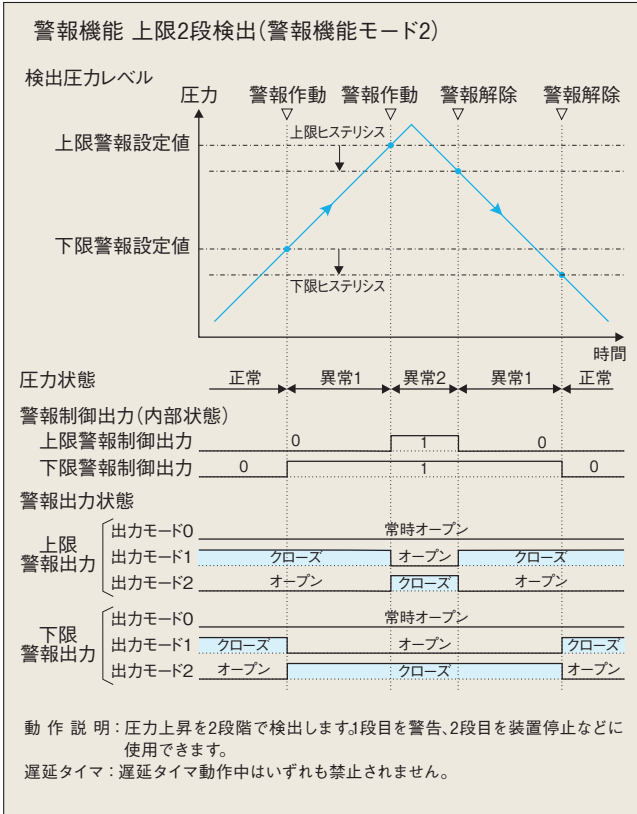 警報機能 上限2段検出(警報機能モード2)
検出圧力レベル
圧力 警報作動 警報作動 警報解除 警報解除
上限ヒステリシス
上限警報設定値
下限警報設定値
下限ヒステリシス
時間
圧力状態 正常 異常1 異常2 異常1 正常
警報制御出力(内部状態)
上限警報制御出力 0 1 0
下限警報制御出力 0 1 0
警報出力状態
上限警報出力
出力モード0 常時オープン
出力モード1 クローズ オープン クローズ
出力モード2 オープン クローズ オープン
下限警報出力
出力モード0 常時オープン
出力モード1 クローズ オープン クローズ
出力モード2 オープン クローズ オープン
動作説明:圧力上昇を2段階で検出します。1段目を警告、2段目を装置停止などに
使用できます。
遅延タイマ:遅延タイマ動作中はいずれも禁止されません。